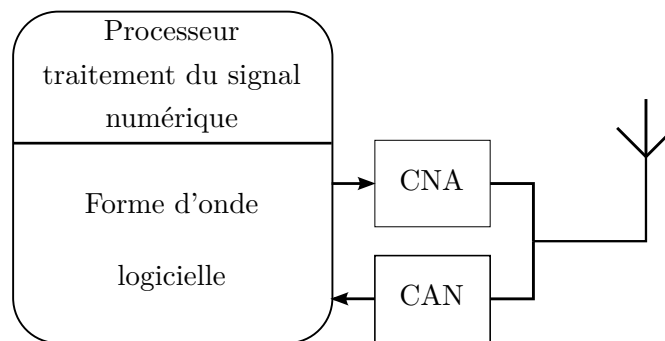 Processeur
traitement du signal
numérique
Forme d'onde
logicielle
CNA
CAN